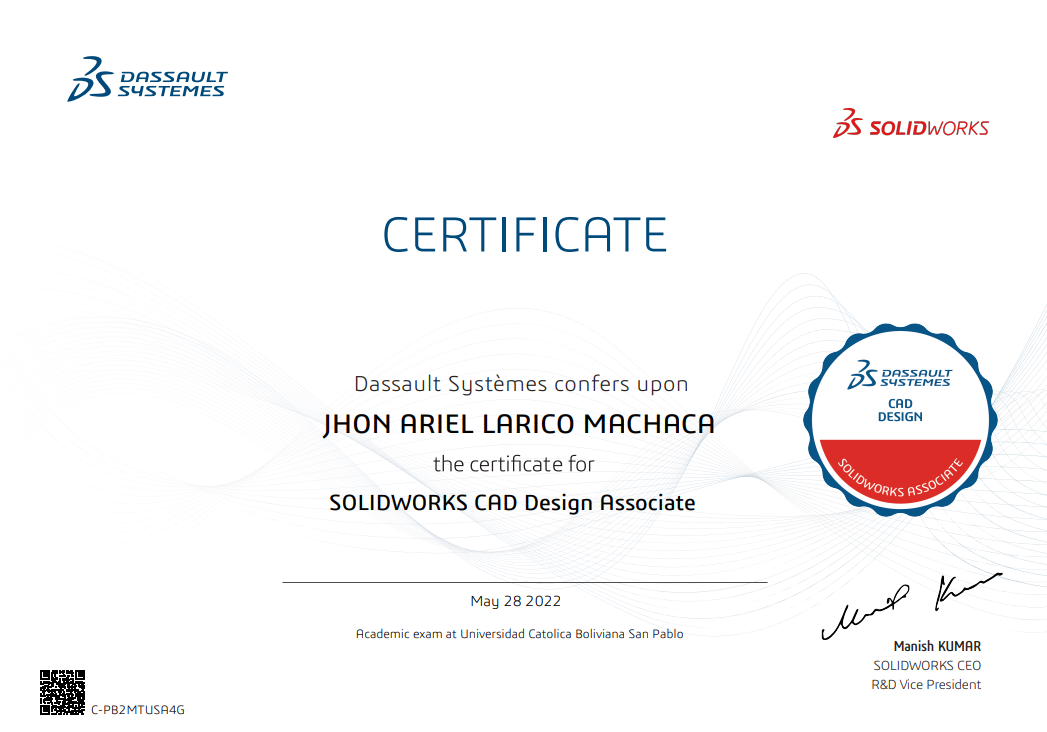 DASSAULT
SYSTEMES
SOLIDWORKS
CERTIFICATE
Dassault Systèmes confers upon
JHON ARIEL LARICO MACHACA
the certificate for
SOLIDWORKS CAD Design Associate
DASSAULT
SYSTEMES
CAD
DESIGN
SOLIDWORKS ASSOCIATE
May 28 2022
Academic exam at Universidad Catolica Boliviana San Pablo
Manish KUMAR
SOLIDWORKS CEO
R&D Vice President
C-PB2MTUSA4G